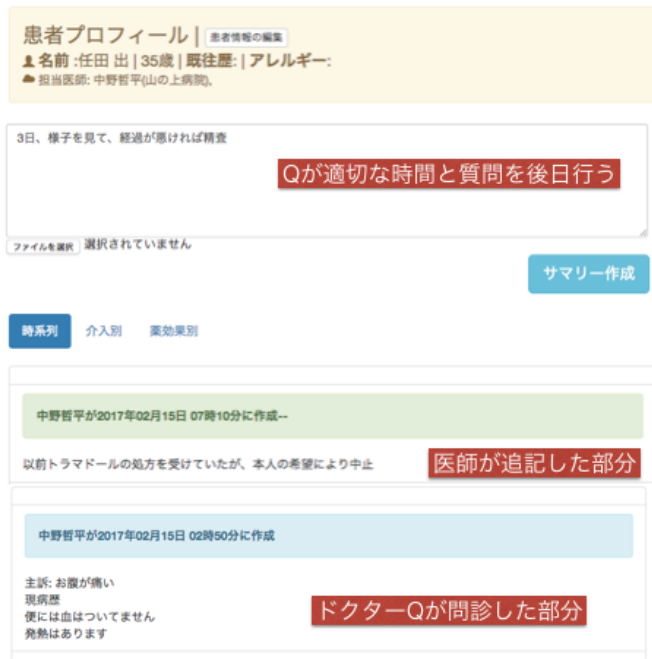 患者プロフィール | 患者情報の編集
名前 :任田 出 | 35歳 | 既往歴: | アレルギー:
担当医師: 中野哲平(山の上病院),
3日、様子を見て、経過が悪ければ精査
Qが適切な時間と質問を後日行う
ファイルを選択 選択されていません
サマリー作成
時系列 介入別 薬効果別
中野哲平が2017年02月15日 07時10分に作成--
以前トラマドールの処方を受けていたが、本人の希望により中止
医師が追記した部分
中野哲平が2017年02月15日 02時50分に作成
主訴: お腹が痛い
現病歴
便には血はついてません
発熱はあります
ドクターQが問診した部分